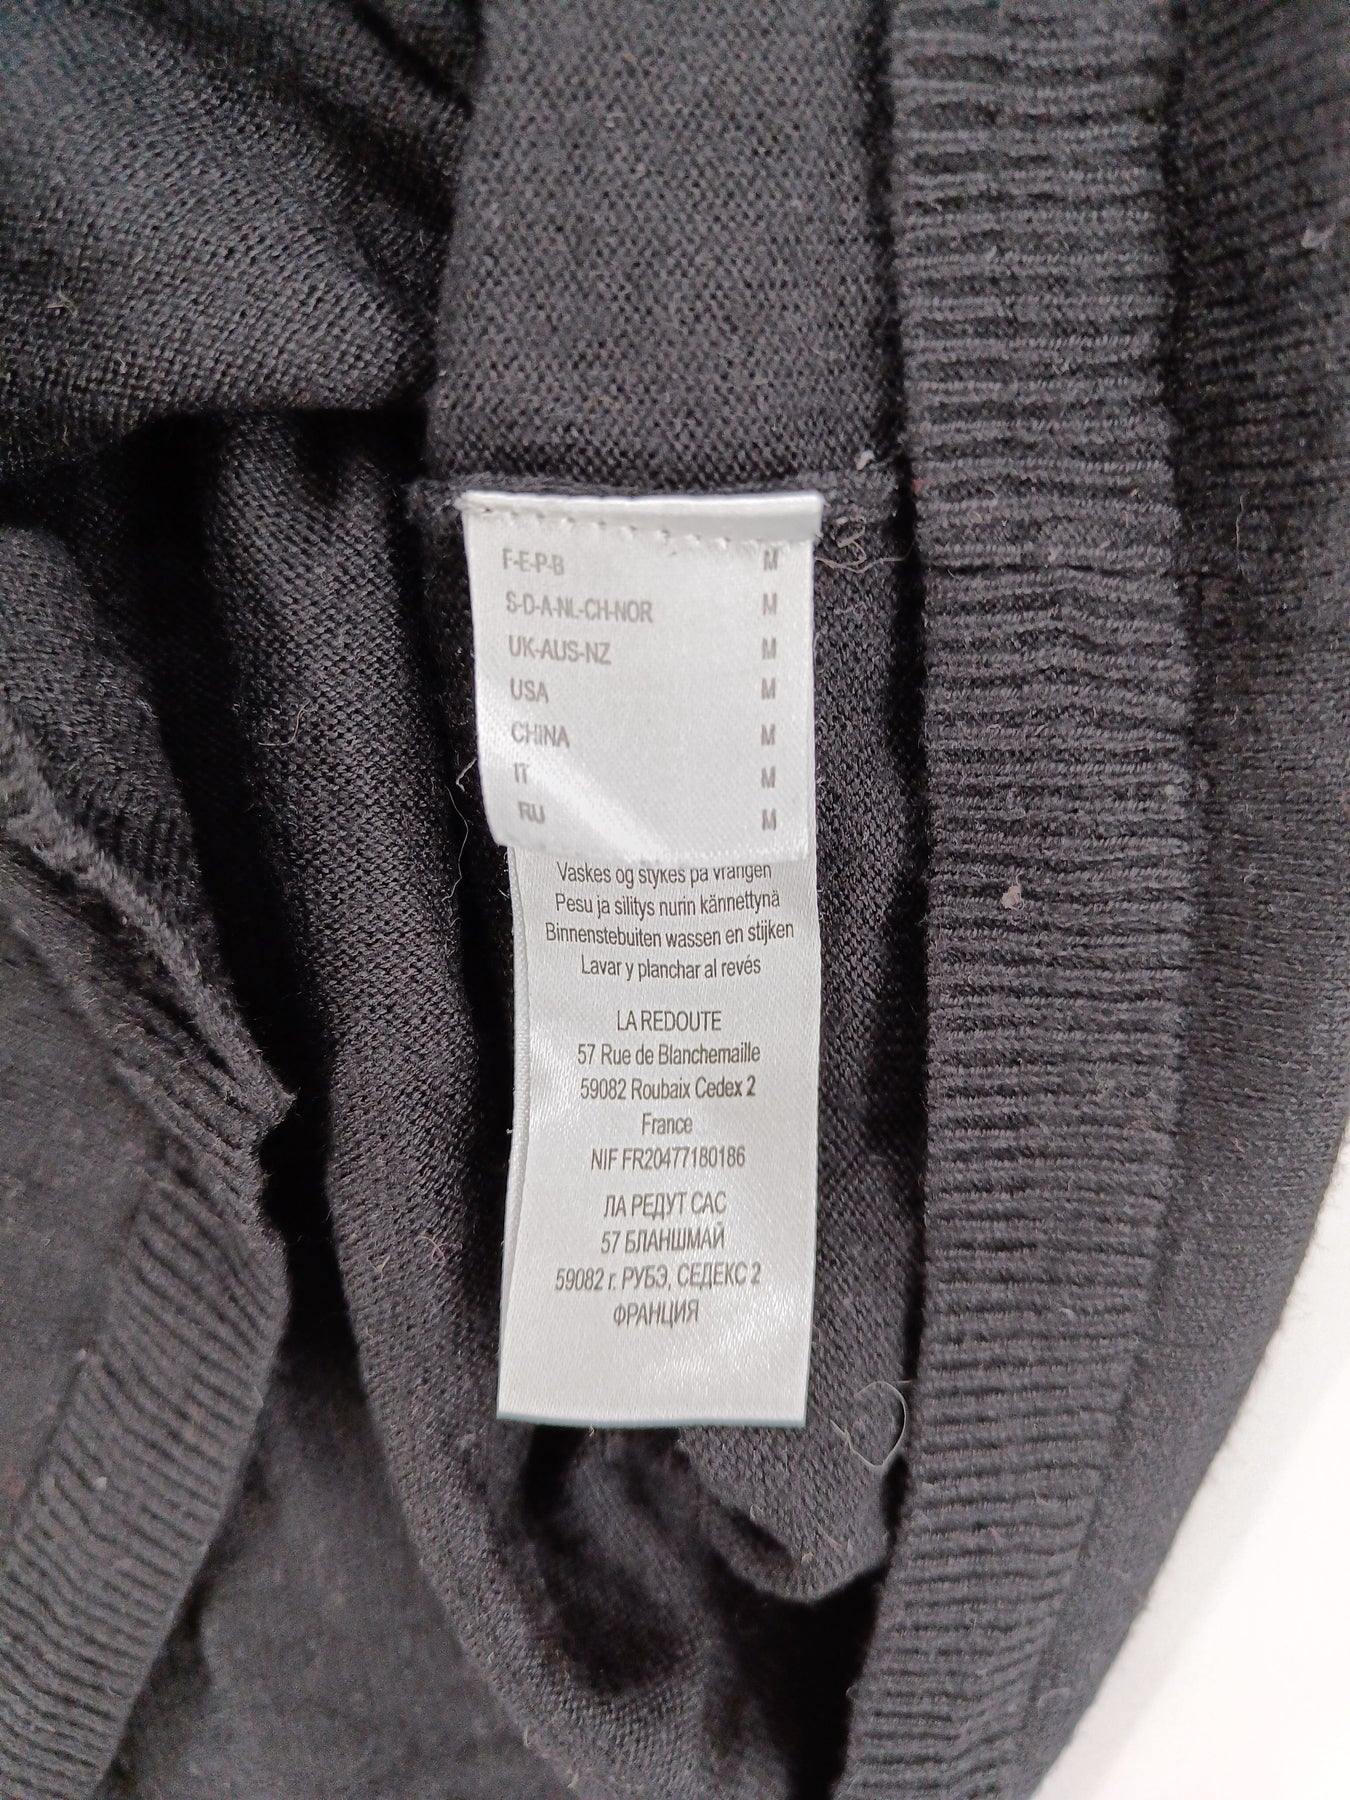 F-E-P-B M
S-D-A-NL-CH-NOR M
UK-AUS-NZ M
USA M
CHINA M
IT M
RU M
Vaskes og stykes på vrangen
Pesu ja silitys nurin kännettynä
Binnenstebuiten wassen en stijken
Lavar y planchar al revés
LA REDOUTE
57 Rue de Blanchemaille
59082 Roubaix Cedex 2
France
NIF FR20477180186
ЛА РЕДУТ САС
57 БЛАНШМАЙ
59082 г. РУБЭ, СЕДЕКС 2
ФРАНЦИЯ